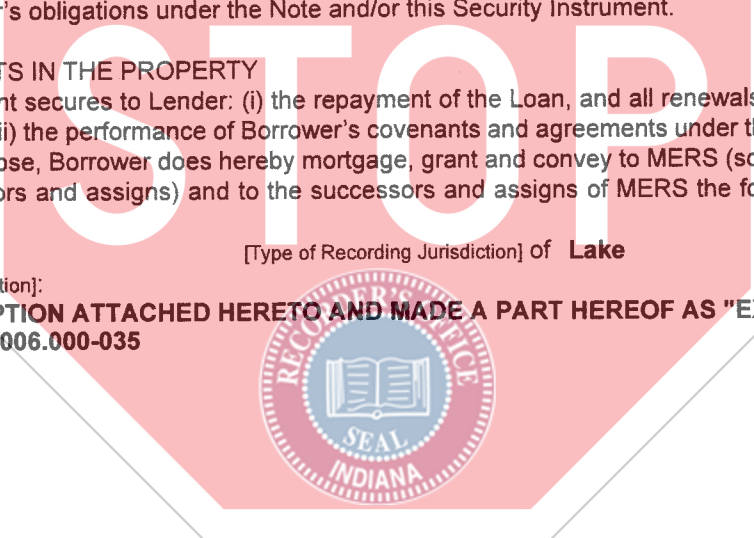 's obligations under the Note and/or this Security Instrument.
TS IN THE PROPERTY
nt secures to Lender: (i) the repayment of the Loan, and all renewals
ii) the performance of Borrower's covenants and agreements under t
ose, Borrower does hereby mortgage, grant and convey to MERS (so
ors and assigns) and to the successors and assigns of MERS the fo
STOP
[Type of Recording Jurisdiction] of Lake
tion]:
PTION ATTACHED HERETO AND MADE A PART HEREOF AS "EX
006.000-035
RECORDER'S OFFICE
SEAL
INDIANA